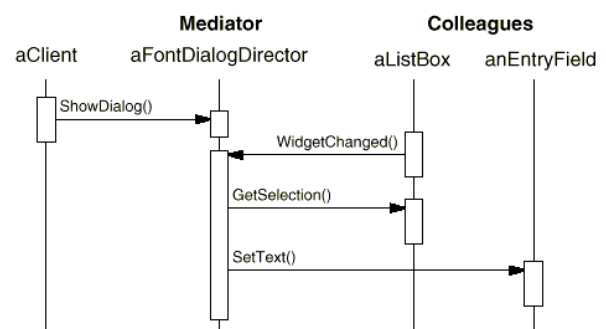 Mediator Colleagues
aClient aFontDialogDirector aListBox anEntryField
ShowDialog()
WidgetChanged()
GetSelection()
SetText()